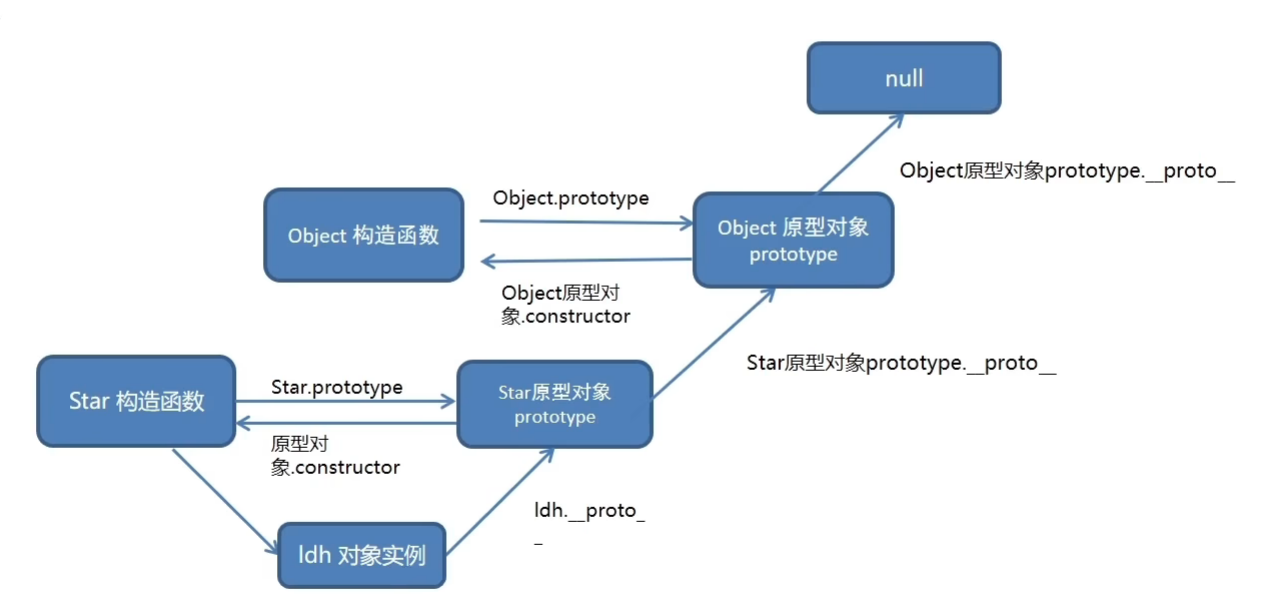 null
Object原型对象prototype.__proto__
Object.prototype
Object 构造函数
Object 原型对象
prototype
Object原型对
象.constructor
Star原型对象prototype.__proto__
Star 构造函数
Star.prototype
Star原型对象
prototype
原型对
象.constructor
ldh.__proto_
_
ldh 对象实例